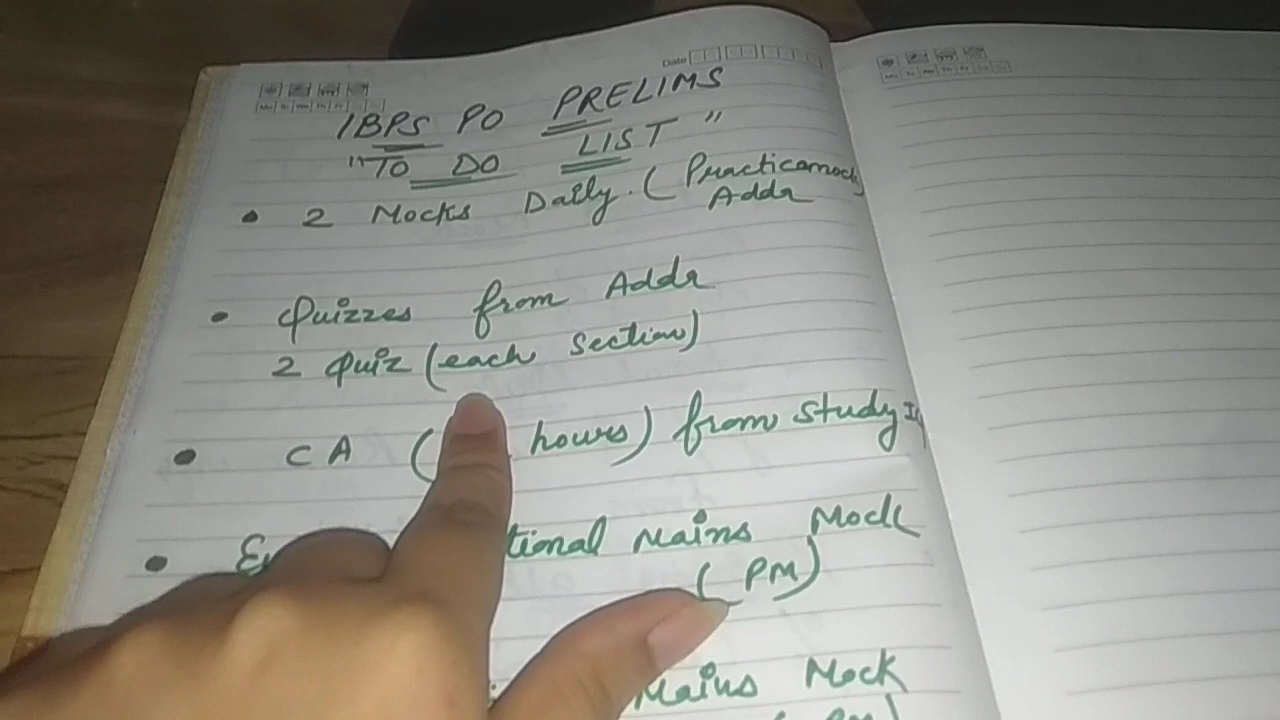 Date
IBPS PO PRELIMS
"TO DO LIST"
• 2 Mocks Daily. (Practicemock,
Adda
• Quizzes from Adda
2 Quiz (each section)
• CA ( hours) from study
Mains Mock
(PM)
Mains Mock